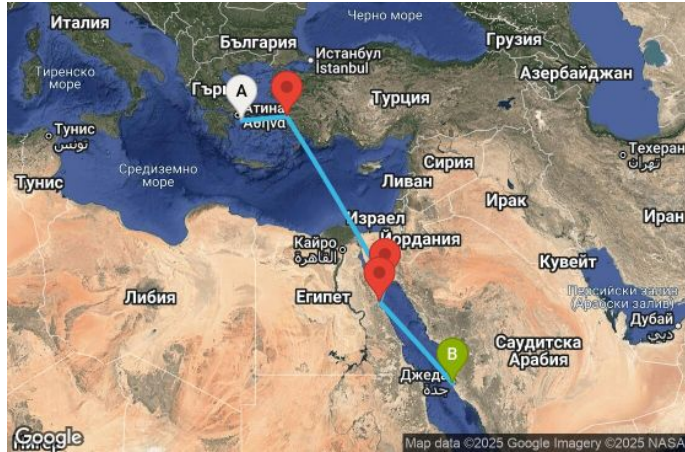 Италия
Черно море
България
Грузия
Истанбул
İstanbul
Тиренско
море
Азербайджан
Гър
A
Атина
Αθήνα
Турция
Тунис
تونس
Техеран
تهران
Средиземно
море
Сирия
Тунис
Ливан
Ирак
Иран
Израел
Кайро
القاهرة
Йордания
Кувейт
Персийски залив
(Арабски залив)
Либия
Египет
Дубай
دبي
Саудитска
Арабия
B
Джеда
جدة
Google
Map data ©2025 Google Imagery ©2025 NASA